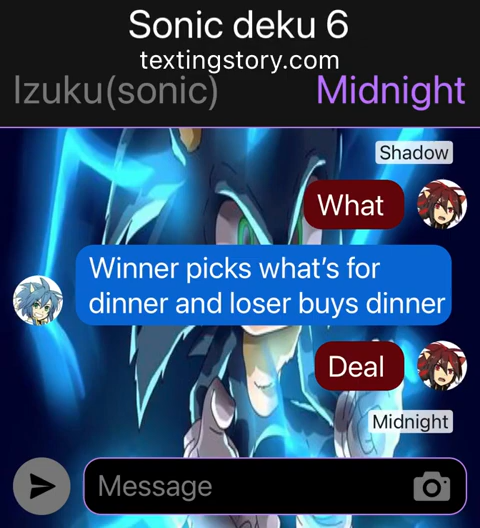 Sonic deku 6
textingstory.com
Izuku(sonic)
Midnight
Shadow
What
Winner picks what’s for
dinner and loser buys dinner
Deal
Midnight
Message